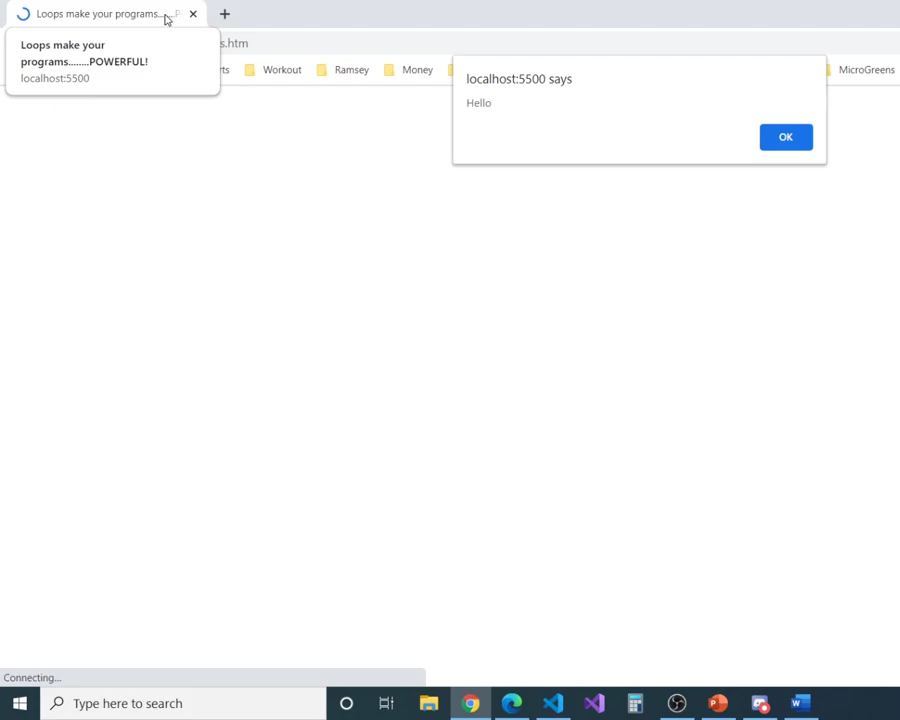 Loops make your programs........P
Loops make your
programs........POWERFUL!
localhost:5500
s.htm
rts
Workout
Ramsey
Money
MicroGreens
localhost:5500 says
Hello
OK
Connecting...
Type here to search